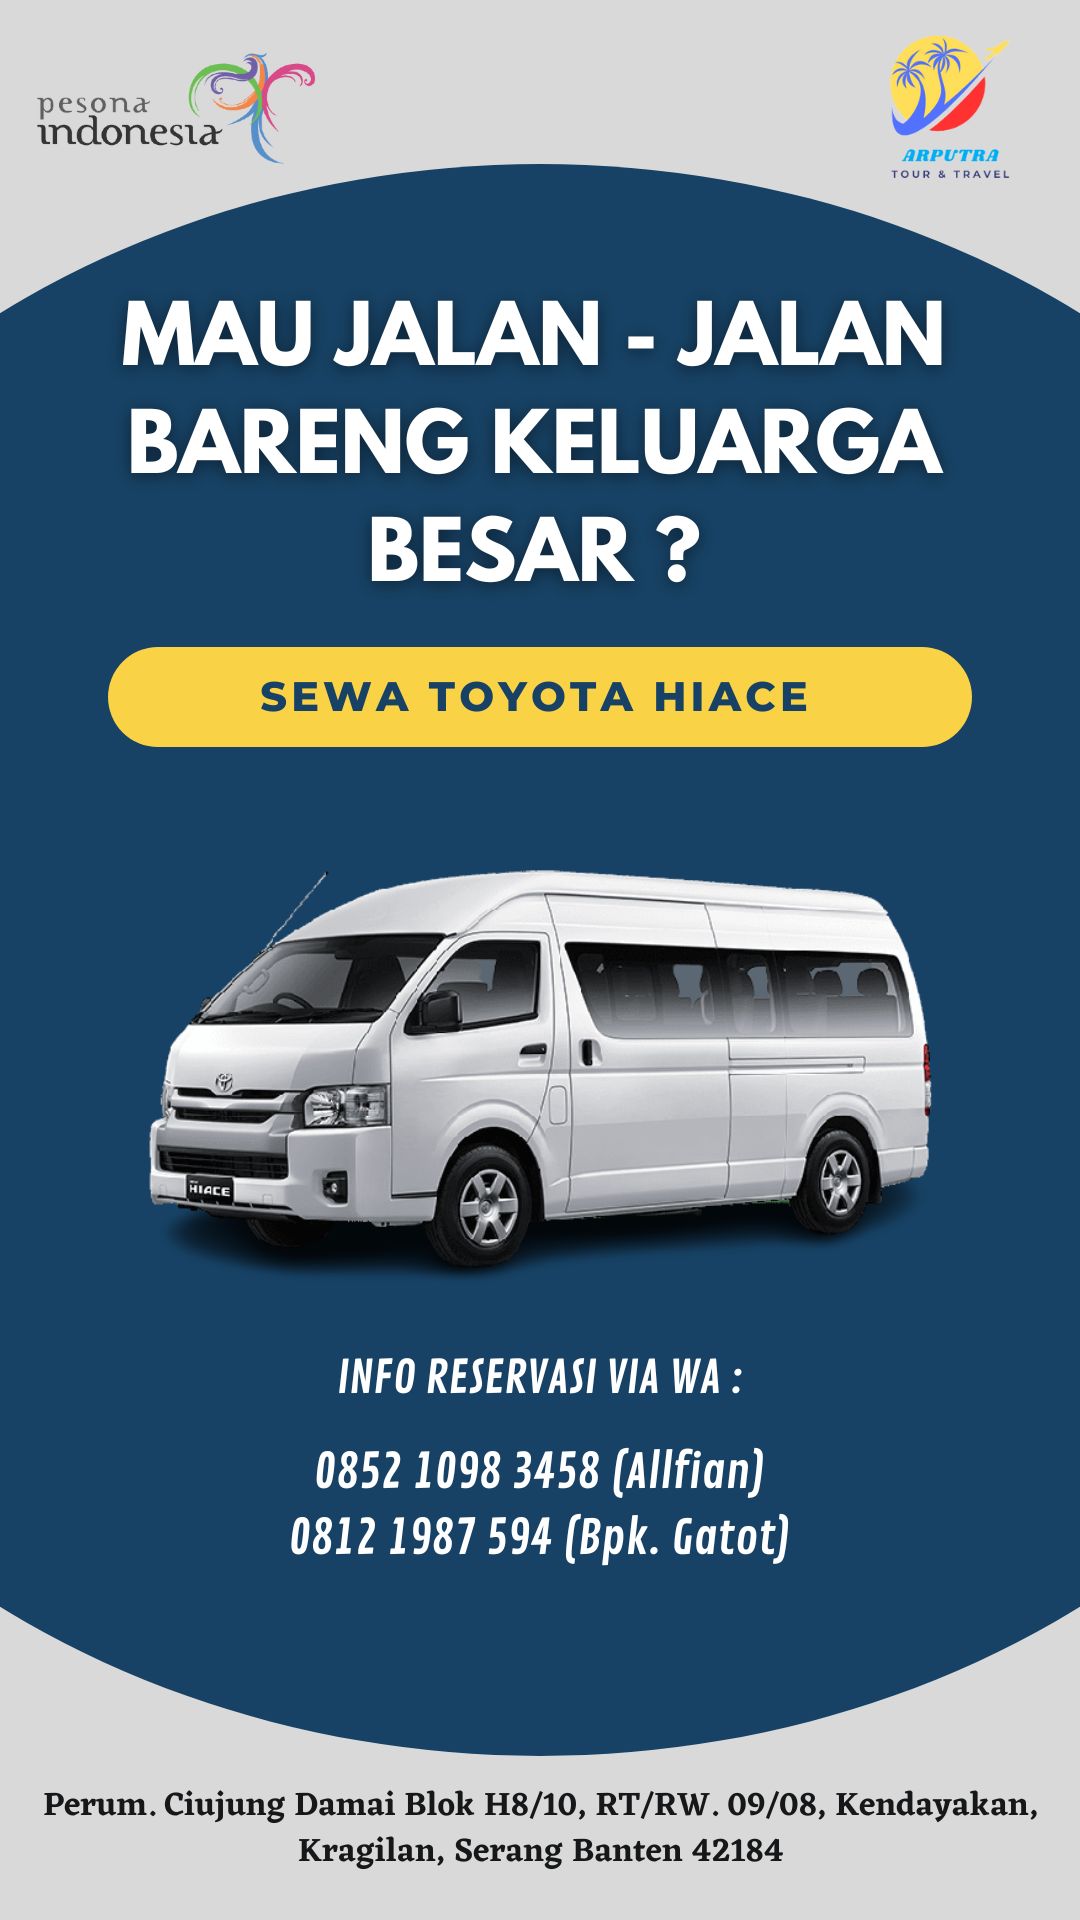 pesona
indonesia
ARPUTRA
TOUR & TRAVEL
MAU JALAN - JALAN
BARENG KELUARGA
BESAR ?
SEWA TOYOTA HIACE
HIACE
INFO RESERVASI VIA WA :
0852 1098 3458 (Allfian)
0812 1987 594 (Bpk. Gatot)
Perum. Ciujung Damai Blok H8/10, RT/RW. 09/08, Kendayakan,
Kragilan, Serang Banten 42184